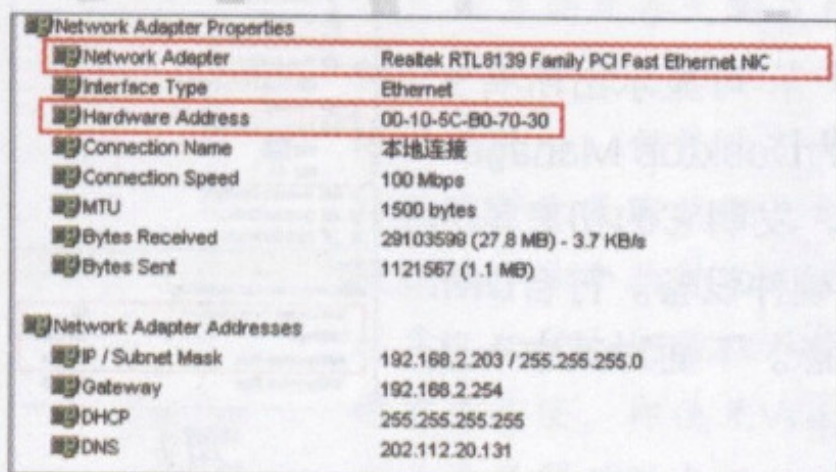 Network Adapter Properties
Network Adapter Realtek RTL8139 Family PCI Fast Ethernet NIC
Interface Type Ethernet
Hardware Address 00-10-5C-B0-70-30
Connection Name 本地连接
Connection Speed 100 Mbps
MTU 1500 bytes
Bytes Received 29103599 (27.8 MB) - 3.7 KB/s
Bytes Sent 1121567 (1.1 MB)
Network Adapter Addresses
IP / Subnet Mask 192.168.2.203 / 255.255.255.0
Gateway 192.168.2.254
DHCP 255.255.255.255
DNS 202.112.20.131